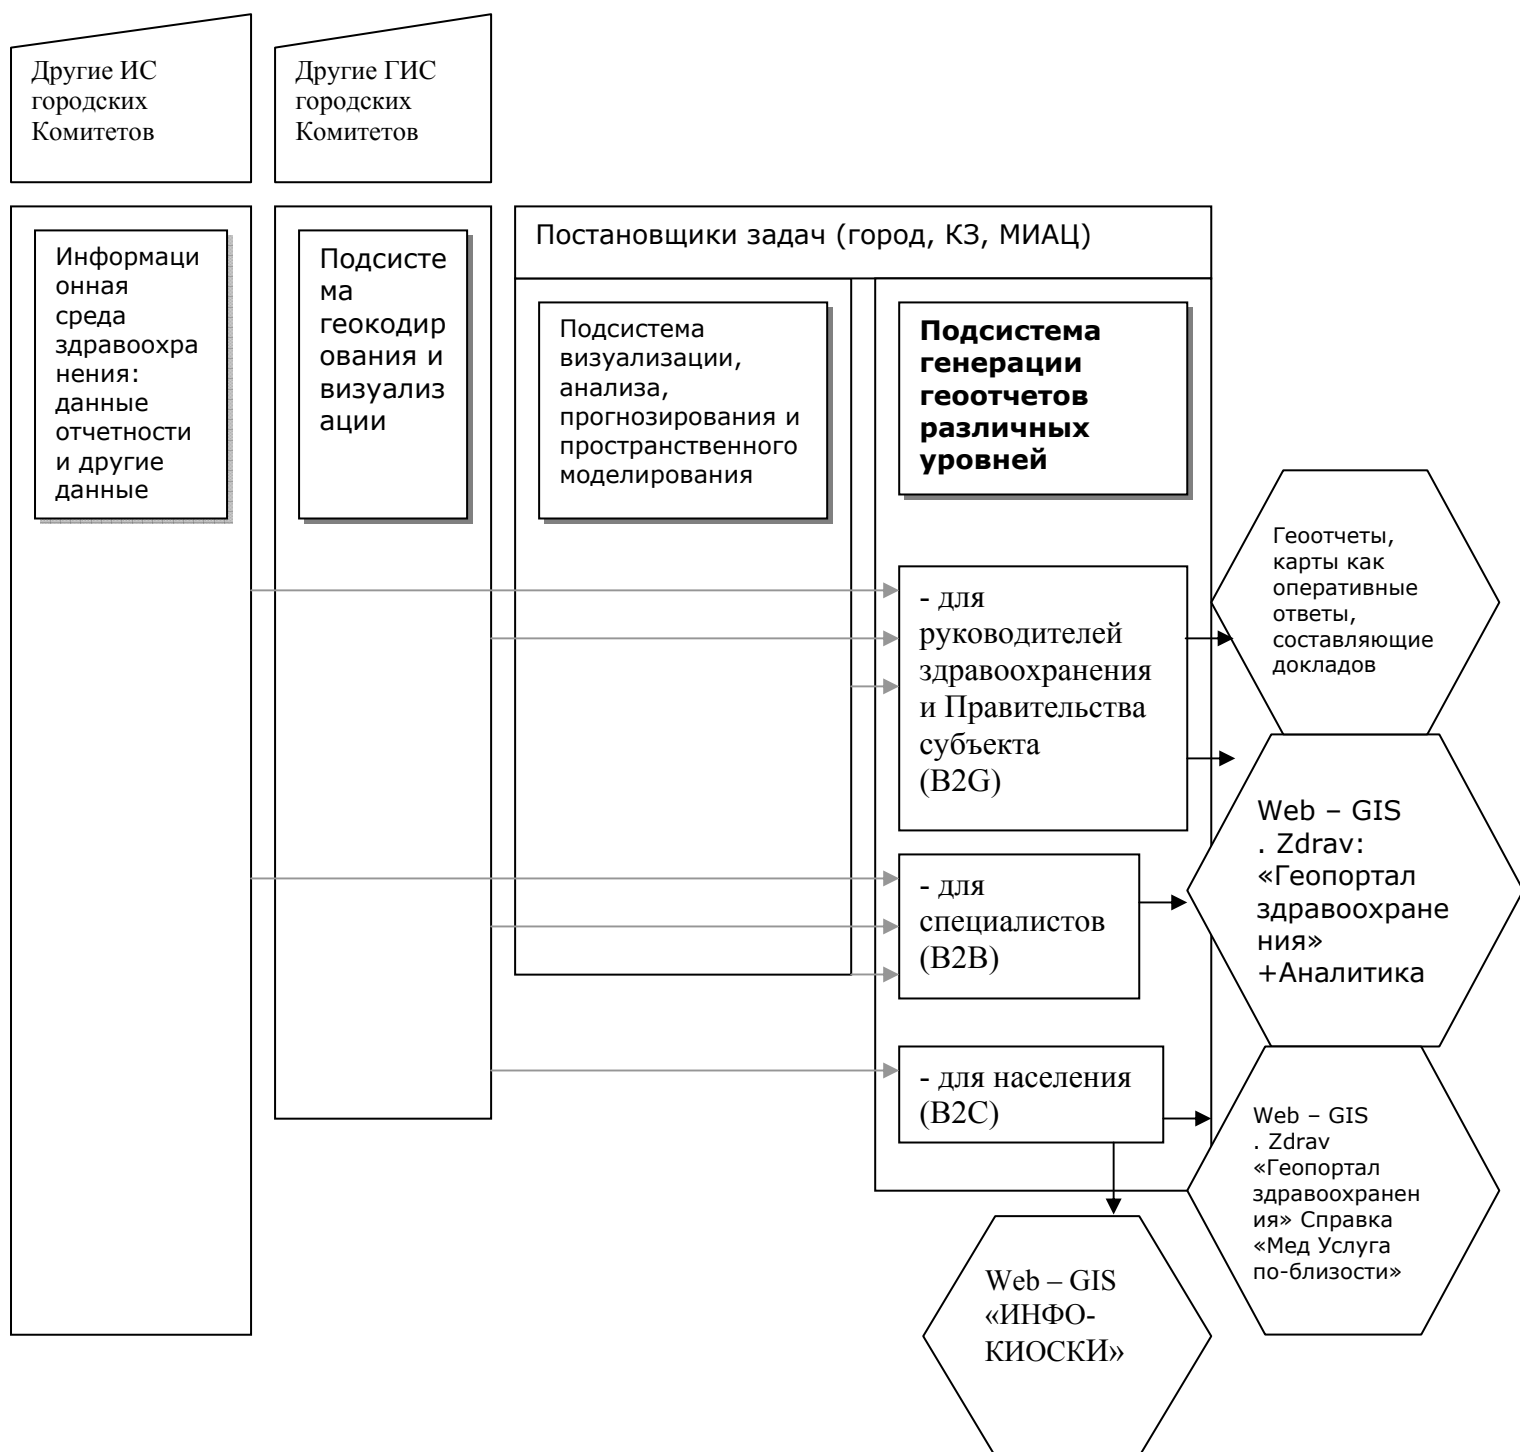 Другие ИС
городских
Комитетов
Другие ГИС
городских
Комитетов
Постановщики задач (город, КЗ, МИАЦ)
Информаци
онная
среда
здравоохра
нения:
данные
отчетности
и другие
данные
Подсисте
ма
геокодир
ования и
визуализ
ации
Подсистема
визуализации,
анализа,
прогнозирования и
пространственного
моделирования
Подсистема
генерации
геоотчетов
различных
уровней
Геоотчеты,
карты как
оперативные
ответы,
составляющие
докладов
- для
руководителей
здравоохранения
и Правительства
субъекта
(B2G)
Web – GIS
. Zdrav:
«Геопортал
здравоохране
ния»
+Аналитика
- для
специалистов
(B2B)
- для населения
(B2C)
Web – GIS
. Zdrav
«Геопортал
здравоохранен
ия» Справка
«Мед Услуга
по-близости»
Web – GIS
«ИНФО-
КИОСКИ»